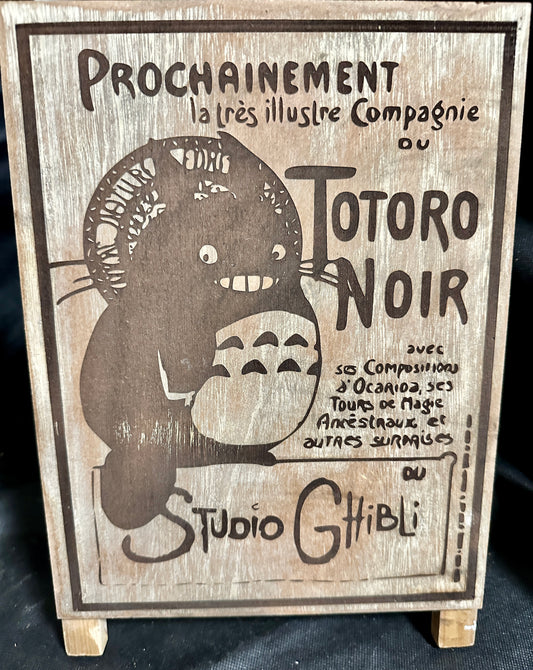 PROCHAINEMENT
la très illustre Compagnie
DU
TOTORO
NOIR
avec
ses Compositions
d'Ocarina, ses
Tours de Magie
Ancêstraux et
autres surprises
DU
STUDIO GHIBLI